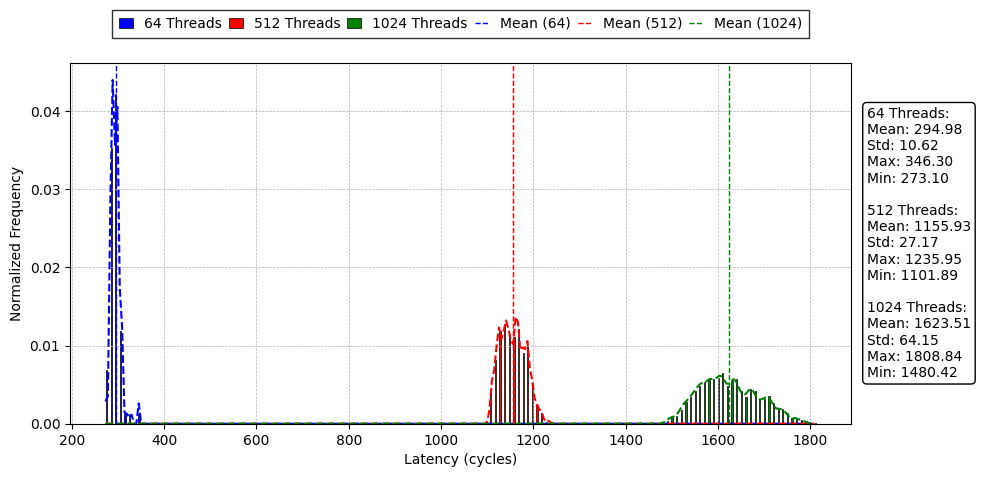 64 Threads 512 Threads 1024 Threads Mean (64) Mean (512) Mean (1024)
0.04
0.03
0.02
0.01
0.00
Normalized Frequency
200 400 600 800 1000 1200 1400 1600 1800
Latency (cycles)
64 Threads:
Mean: 294.98
Std: 10.62
Max: 346.30
Min: 273.10
512 Threads:
Mean: 1155.93
Std: 27.17
Max: 1235.95
Min: 1101.89
1024 Threads:
Mean: 1623.51
Std: 64.15
Max: 1808.84
Min: 1480.42